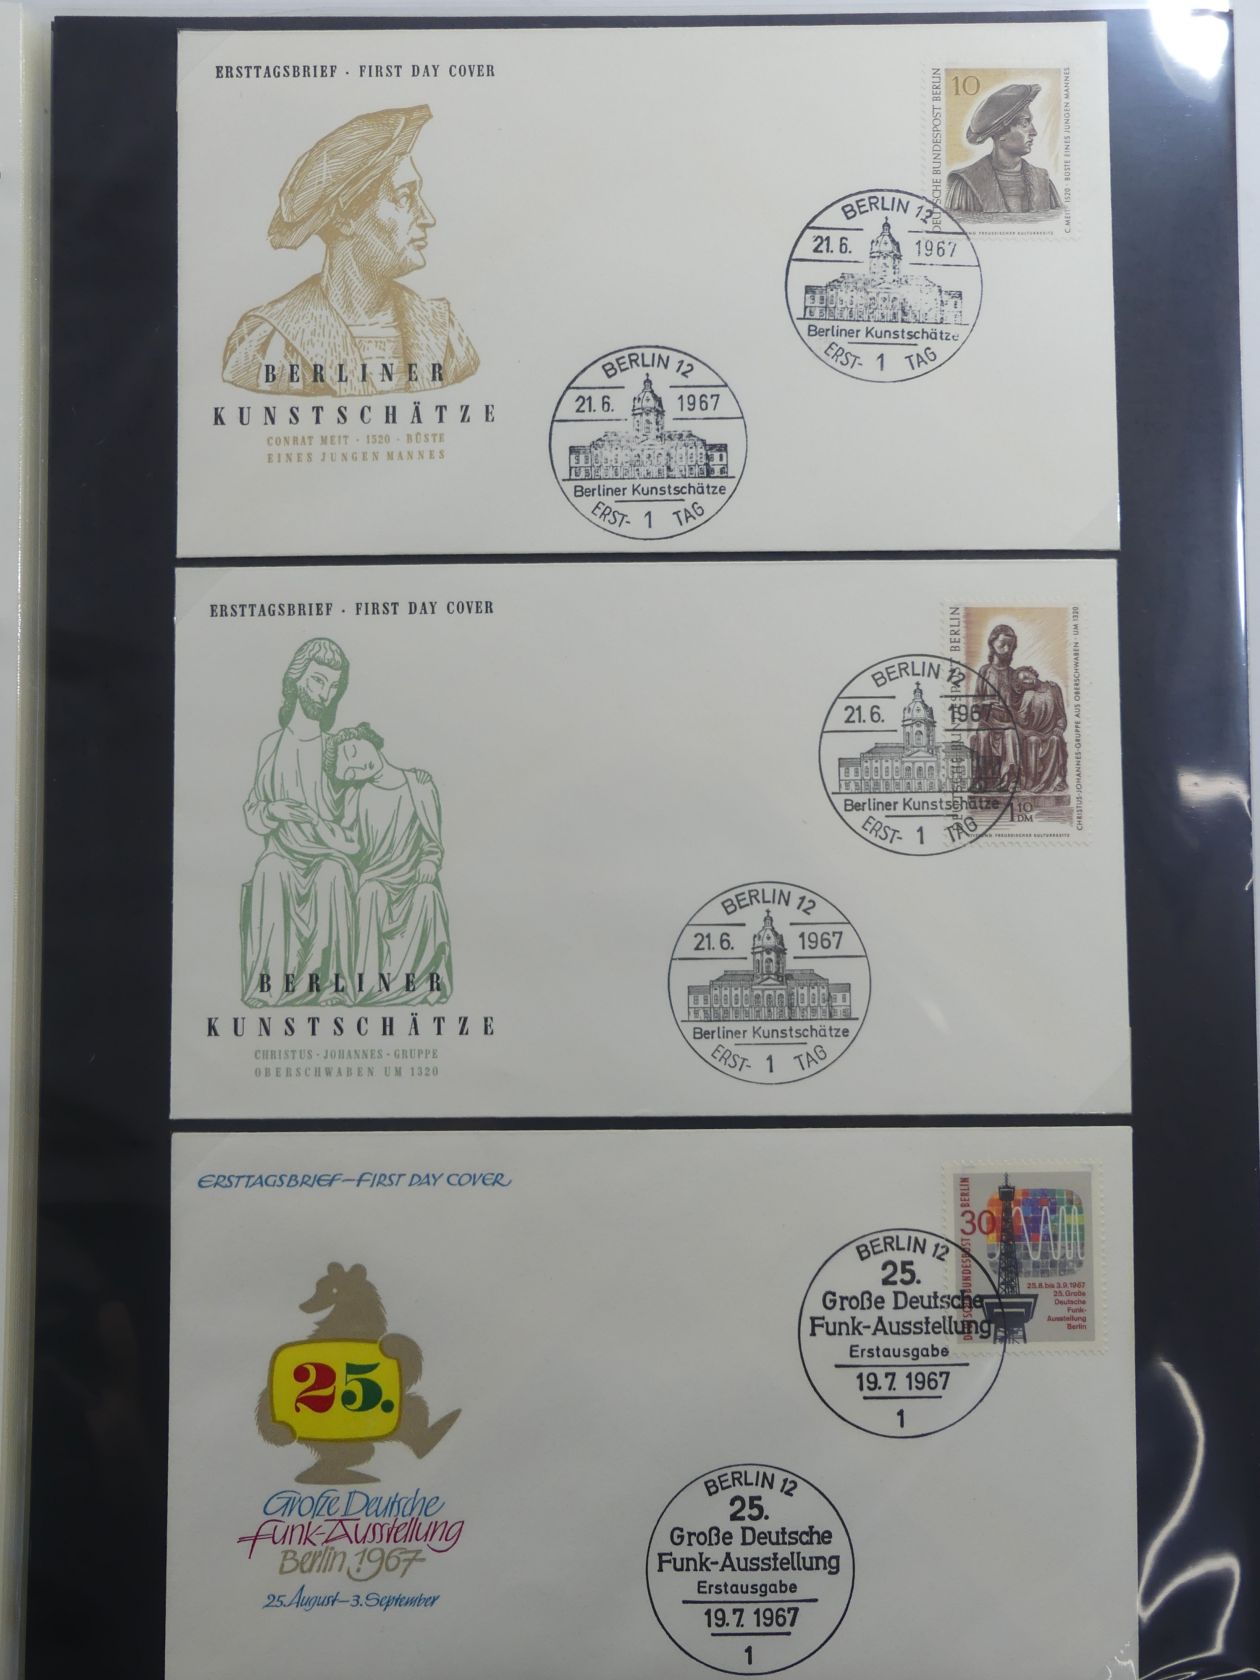 ERSTTAGSBRIEF · FIRST DAY COVER
BERLINER
KUNSTSCHÄTZE
CONRAT MEIT · 1520 · BÜSTE
EINES JUNGEN MANNES
10
DEUTSCHE BUNDESPOST BERLIN
C. MEIT 1520 · BÜSTE EINES JUNGEN MANNES
PREUSSISCHER KULTURBESITZ
BERLIN 12
21.6. 1967
Berliner Kunstschätze
ERST- 1 TAG
BERLIN 12
21.6. 1967
Berliner Kunstschätze
ERST- 1 TAG
ERSTTAGSBRIEF · FIRST DAY COVER
BERLINER
KUNSTSCHÄTZE
CHRISTUS · JOHANNES · GRUPPE
OBERSCHWABEN UM 1320
DEUTSCHE BUNDESPOST BERLIN
CHRISTUS-JOHANNES-GRUPPE AUS OBERSCHWABEN · UM 1320
1 10
DM
PREUSSISCHER KULTURBESITZ
BERLIN 12
21.6. 1967
Berliner Kunstschätze
ERST- 1 TAG
BERLIN 12
21.6. 1967
Berliner Kunstschätze
ERST- 1 TAG
ERSTTAGSBRIEF – FIRST DAY COVER
25.
Große Deutsche
Funk-Ausstellung
Berlin 1967
25. August – 3. September
DEUTSCHE BUNDESPOST BERLIN
30
25.8. bis 3.9.1967
25. Große
Deutsche
Funk-
Ausstellung
Berlin
BERLIN 12
25.
Große Deutsche
Funk-Ausstellung
Erstausgabe
19.7. 1967
1
BERLIN 12
25.
Große Deutsche
Funk-Ausstellung
Erstausgabe
19.7. 1967
1